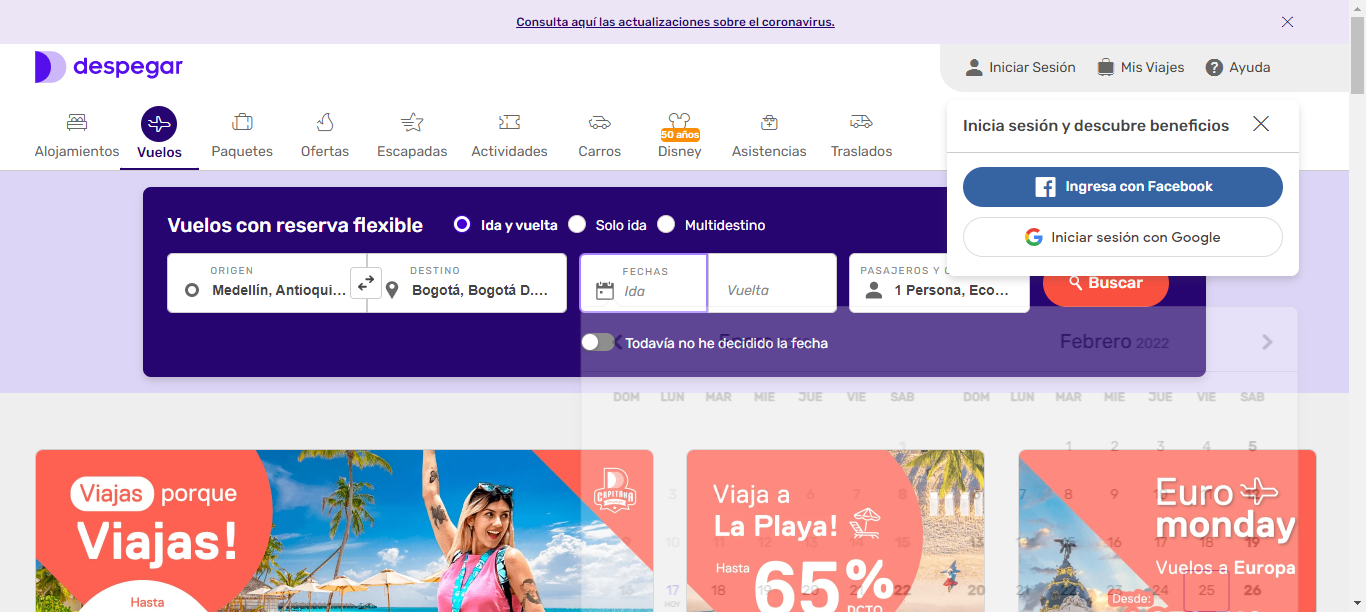 Consulta aquí las actualizaciones sobre el coronavirus.
despegar
Iniciar Sesión
Mis Viajes
Ayuda
Alojamientos
Vuelos
Paquetes
Ofertas
Escapadas
Actividades
Carros
50 años
Disney
Asistencias
Traslados
Inicia sesión y descubre beneficios
Ingresa con Facebook
Iniciar sesión con Google
Vuelos con reserva flexible
Ida y vuelta
Solo ida
Multidestino
ORIGEN
Medellín, Antioqui...
DESTINO
Bogotá, Bogotá D....
FECHAS
Ida
Vuelta
PASAJEROS Y C
1 Persona, Eco...
Buscar
Todavía no he decidido la fecha
Febrero 2022
DOM LUN MAR MIE JUE VIE SAB
DOM LUN MAR MIE JUE VIE SAB
1
1 2 3 4 5
3 6 7 8
7 8 9 10 11 12
10 11 12 13 14 15
13 14 15 16 17 18 19
17 18 19 20 21 22
HOY
20 21 22 23 24 25 26
Viajas porque
Viajas!
Hasta
CAPITANA
Viaja a
La Playa!
Hasta
65%
DCTO
Euro
monday
Vuelos a Europa
Desde: